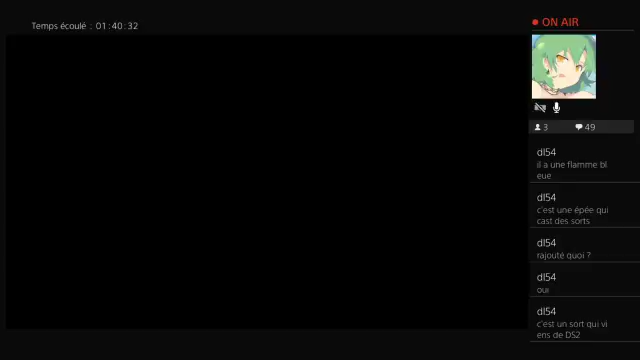 Temps écoulé : 01:40:32
ON AIR
3
49
dl54
il a une flamme bl
eue
dl54
c'est une épée qui
cast des sorts
dl54
rajouté quoi ?
dl54
oui
dl54
c'est un sort qui vi
ens de DS2